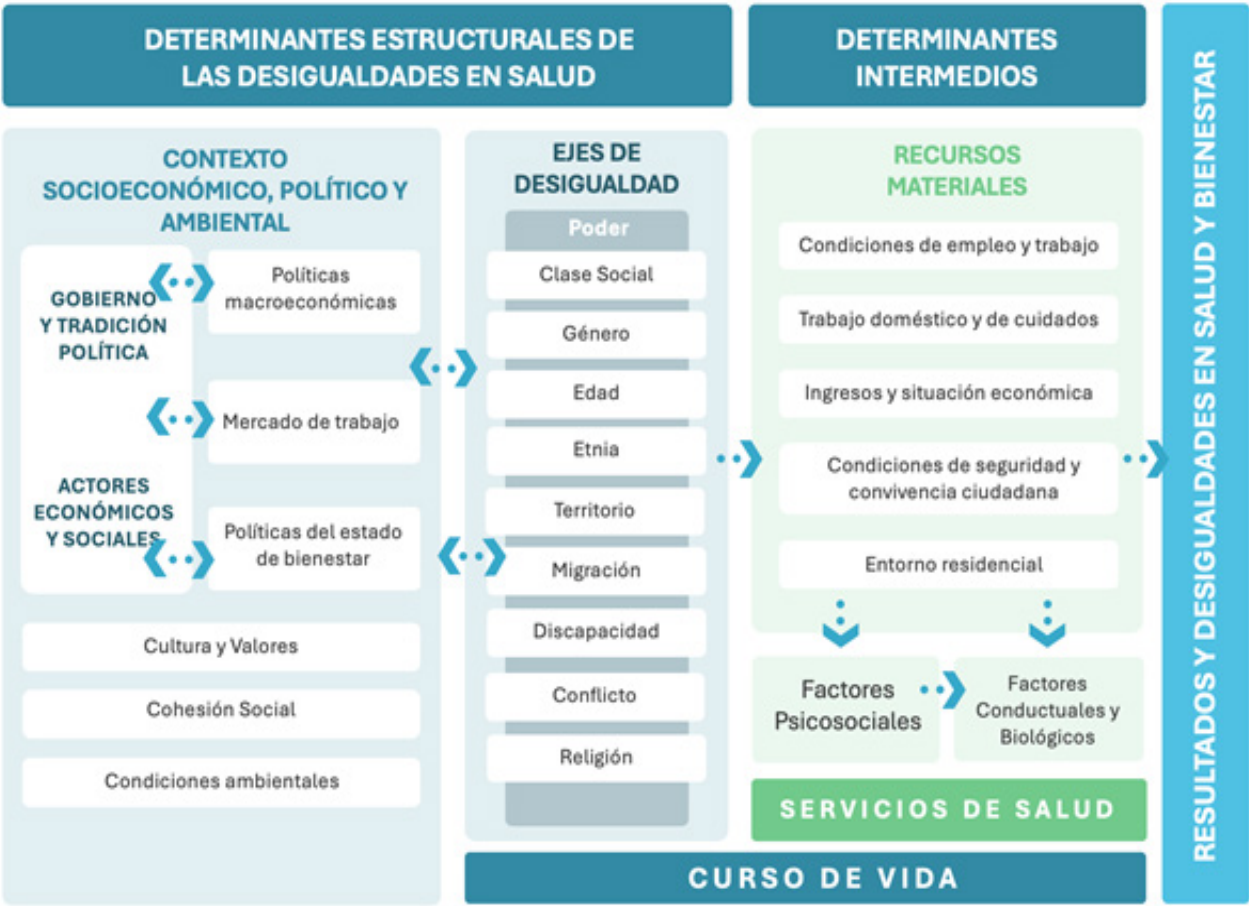 DETERMINANTES ESTRUCTURALES DE
LAS DESIGUALDADES EN SALUD
DETERMINANTES
INTERMEDIOS
CONTEXTO
SOCIOECONÓMICO, POLÍTICO Y
AMBIENTAL
GOBIERNO
Y TRADICIÓN
POLÍTICA
ACTORES
ECONÓMICOS
Y SOCIALES
Políticas
macroeconómicas
Mercado de trabajo
Políticas del estado
de bienestar
Cultura y Valores
Cohesión Social
Condiciones ambientales
EJES DE
DESIGUALDAD
Poder
Clase Social
Género
Edad
Etnia
Territorio
Migración
Discapacidad
Conflicto
Religión
RECURSOS
MATERIALES
Condiciones de empleo y trabajo
Trabajo doméstico y de cuidados
Ingresos y situación económica
Condiciones de seguridad y
convivencia ciudadana
Entorno residencial
Factores
Psicosociales
Factores
Conductuales y
Biológicos
SERVICIOS DE SALUD
CURSO DE VIDA
RESULTADOS Y DESIGUALDADES EN SALUD Y BIENESTAR